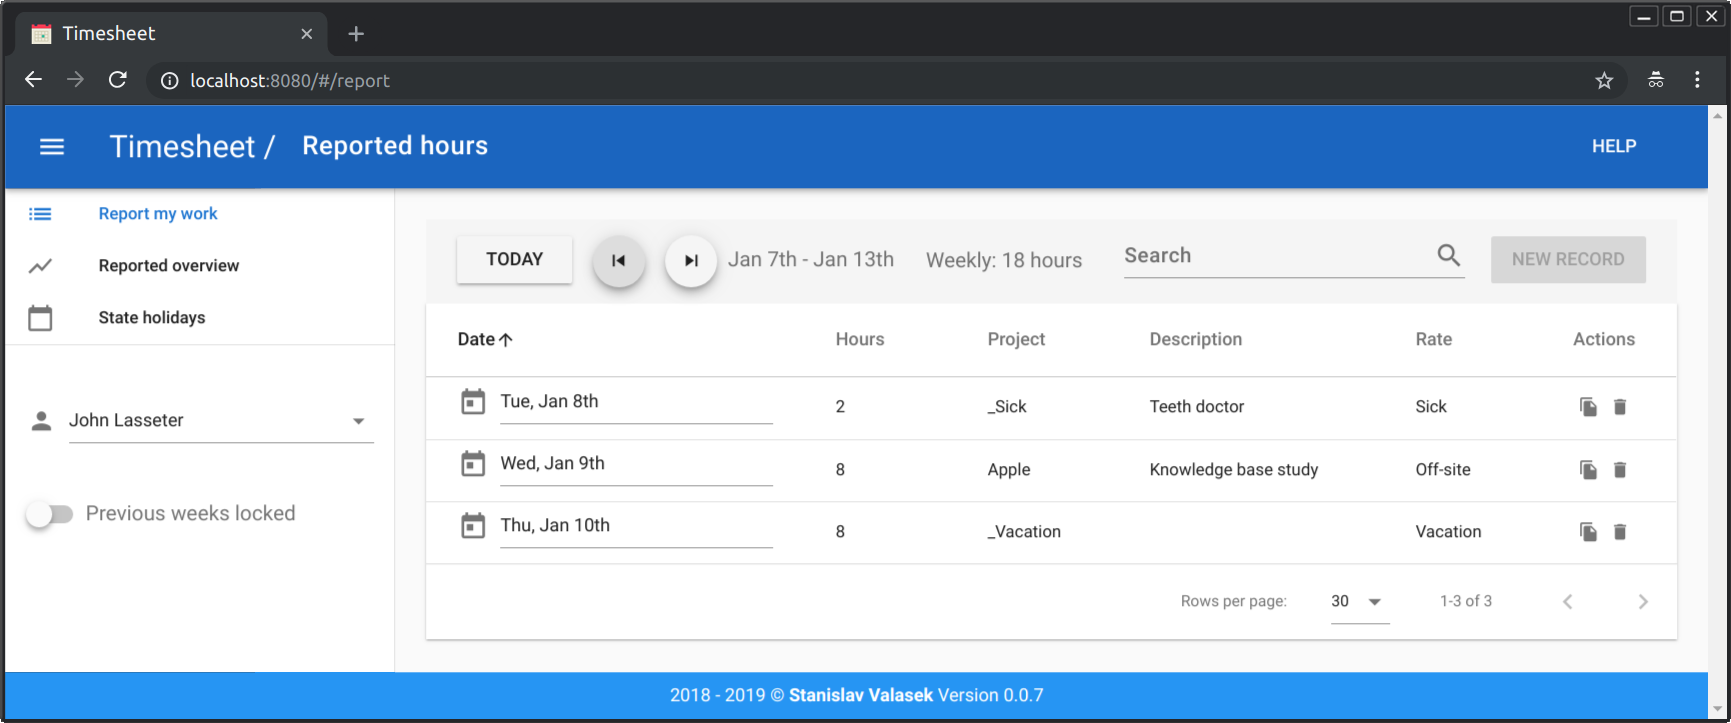 Timesheet
localhost:8080/#/report
Timesheet / Reported hours HELP
Report my work
Reported overview
State holidays
John Lasseter
Previous weeks locked
TODAY Jan 7th - Jan 13th Weekly: 18 hours Search NEW RECORD
Date Hours Project Description Rate Actions
Tue, Jan 8th 2 _Sick Teeth doctor Sick
Wed, Jan 9th 8 Apple Knowledge base study Off-site
Thu, Jan 10th 8 _Vacation Vacation
Rows per page: 30 1-3 of 3
2018 - 2019 © Stanislav Valasek Version 0.0.7